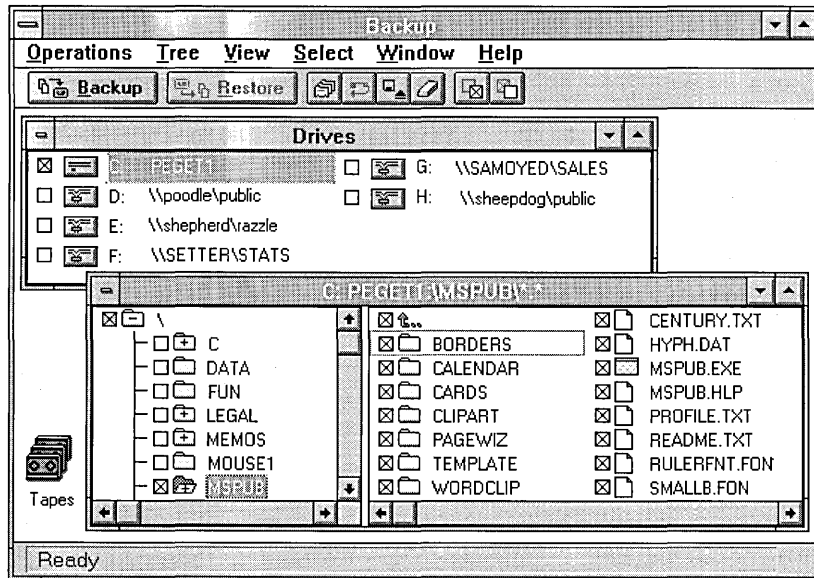 Backup
Operations Tree View Select Window Help
Backup Restore
Drives
C: PEGET1
D: \\poodle\public
E: \\shepherd\razzle
F: \\SETTER\STATS
G: \\SAMOYED\SALES
H: \\sheepdog\public
C: PEGET1\MSPUB\*.*
\
C
DATA
FUN
LEGAL
MEMOS
MOUSE1
MSPUB
..
BORDERS
CALENDAR
CARDS
CLIPART
PAGEWIZ
TEMPLATE
WORDCLIP
CENTURY.TXT
HYPH.DAT
MSPUB.EXE
MSPUB.HLP
PROFILE.TXT
README.TXT
RULERFNT.FON
SMALLB.FON
Tapes
Ready